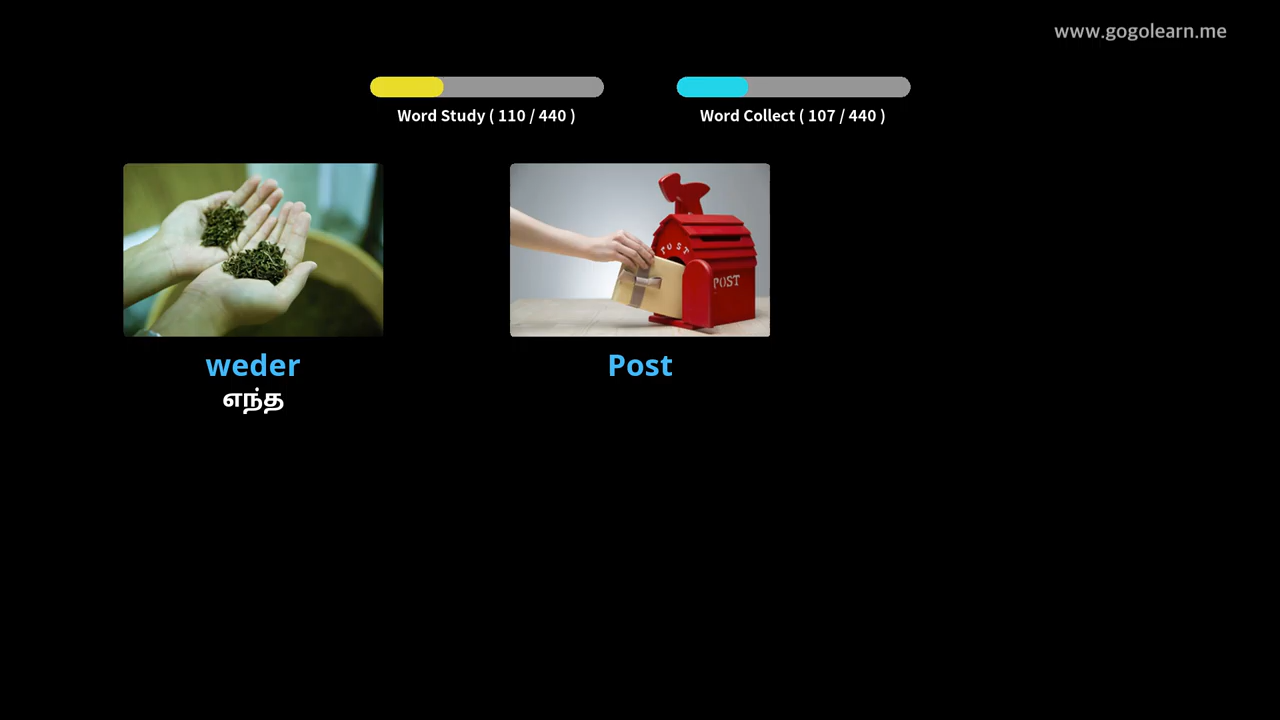 www.gogolearn.me
Word Study ( 110 / 440 )
Word Collect ( 107 / 440 )
POST
POST
weder
Post
எந்த